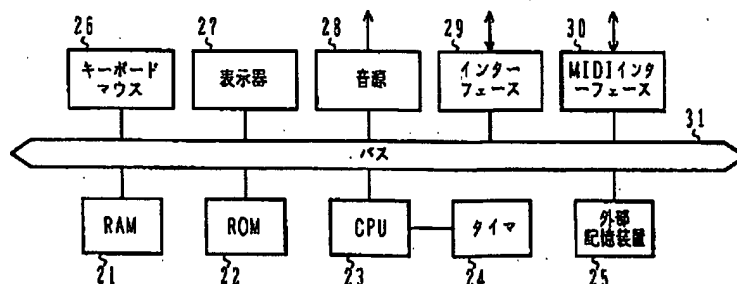 26
27
28
29
30
キーボード
マウス
表示器
音源
インター
フェース
MIDIインタ
ーフェース
31
バス
RAM
ROM
CPU
タイマ
外部
記憶装置
21
22
23
24
25